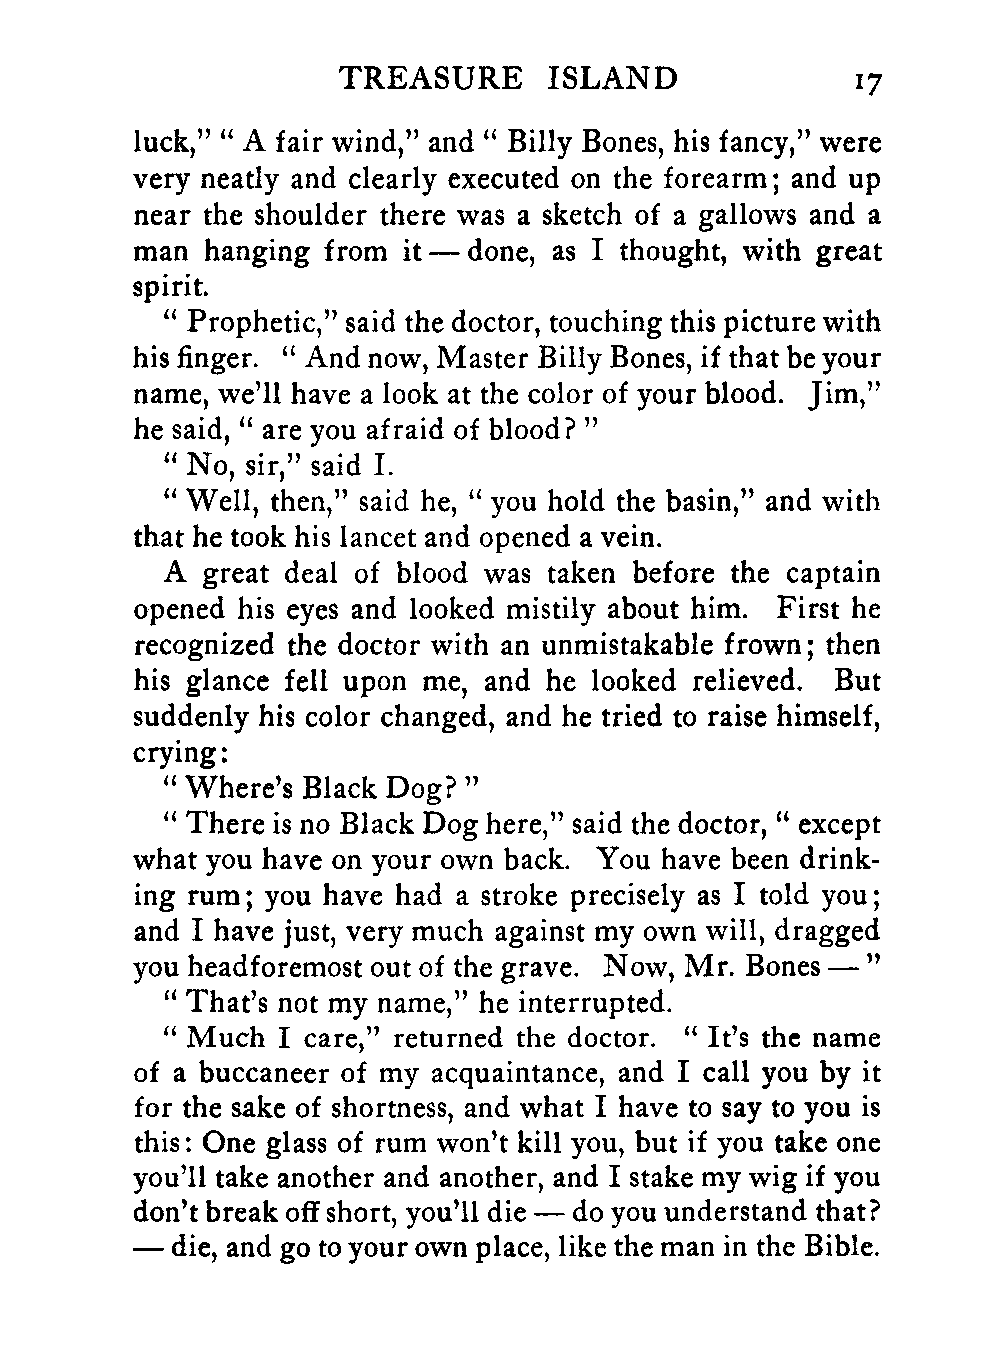 TREASURE ISLAND 17
luck,” “ A fair wind,” and “ Billy Bones, his fancy,” were
very neatly and clearly executed on the forearm; and up
near the shoulder there was a sketch of a gallows and a
man hanging from it — done, as I thought, with great
spirit.
“ Prophetic,” said the doctor, touching this picture with
his finger. “ And now, Master Billy Bones, if that be your
name, we’ll have a look at the color of your blood. Jim,”
he said, “ are you afraid of blood? ”
“ No, sir,” said I.
“ Well, then,” said he, “ you hold the basin,” and with
that he took his lancet and opened a vein.
A great deal of blood was taken before the captain
opened his eyes and looked mistily about him. First he
recognized the doctor with an unmistakable frown; then
his glance fell upon me, and he looked relieved. But
suddenly his color changed, and he tried to raise himself,
crying:
“ Where’s Black Dog? ”
“ There is no Black Dog here,” said the doctor, “ except
what you have on your own back. You have been drink-
ing rum; you have had a stroke precisely as I told you;
and I have just, very much against my own will, dragged
you headforemost out of the grave. Now, Mr. Bones — ”
“ That’s not my name,” he interrupted.
“ Much I care,” returned the doctor. “ It’s the name
of a buccaneer of my acquaintance, and I call you by it
for the sake of shortness, and what I have to say to you is
this: One glass of rum won’t kill you, but if you take one
you’ll take another and another, and I stake my wig if you
don’t break off short, you’ll die — do you understand that?
— die, and go to your own place, like the man in the Bible.